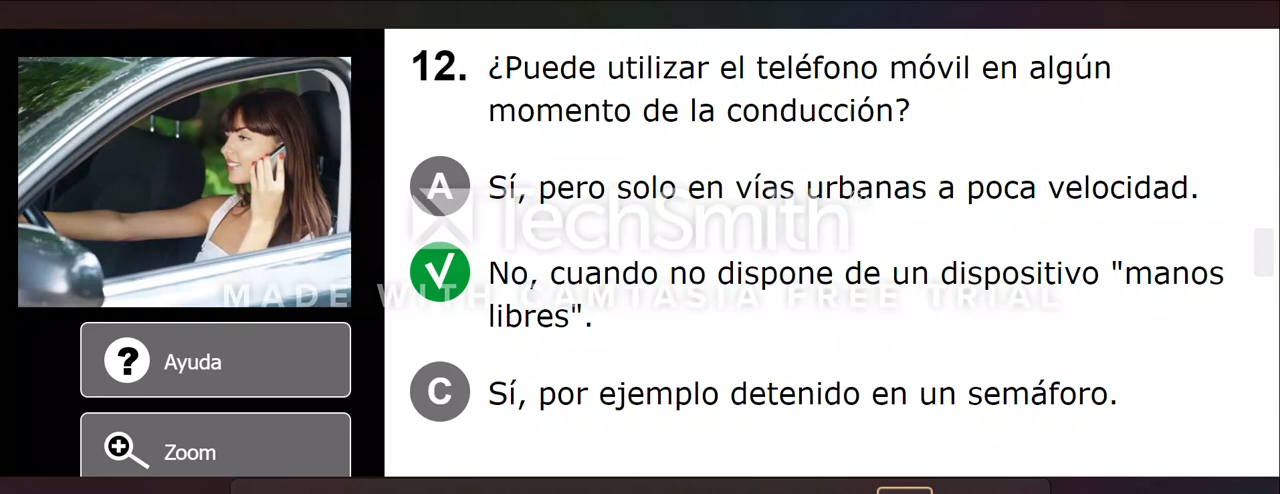 12. ¿Puede utilizar el teléfono móvil en algún
momento de la conducción?
A Sí, pero solo en vías urbanas a poca velocidad.
TechSmith
No, cuando no dispone de un dispositivo "manos
MADE WITH CAMTASIA FREE TRIAL
libres".
C Sí, por ejemplo detenido en un semáforo.
? Ayuda
Zoom